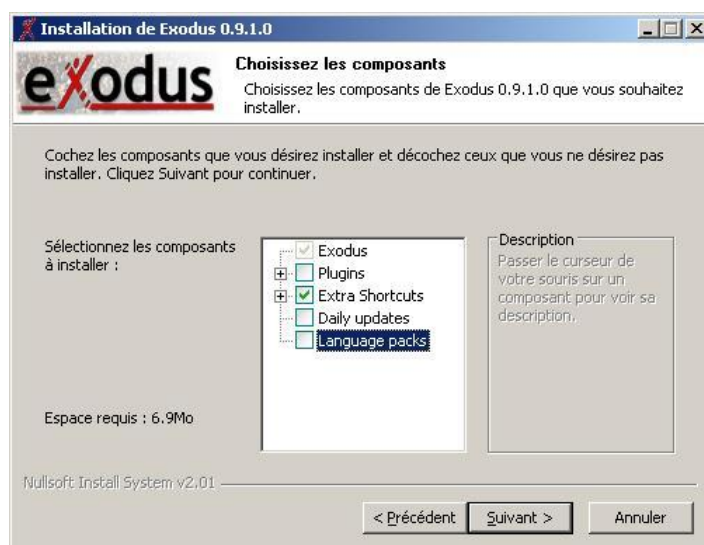 Installation de Exodus 0.9.1.0
exodus
Choisissez les composants
Choisissez les composants de Exodus 0.9.1.0 que vous souhaitez
installer.
Cochez les composants que vous désirez installer et décochez ceux que vous ne désirez pas
installer. Cliquez Suivant pour continuer.
Sélectionnez les composants
à installer :
Exodus
Plugins
Extra Shortcuts
Daily updates
Language packs
Description
Passer le curseur de
votre souris sur un
composant pour voir sa
description.
Espace requis : 6.9Mo
Nullsoft Install System v2.01
< Précédent
Suivant >
Annuler